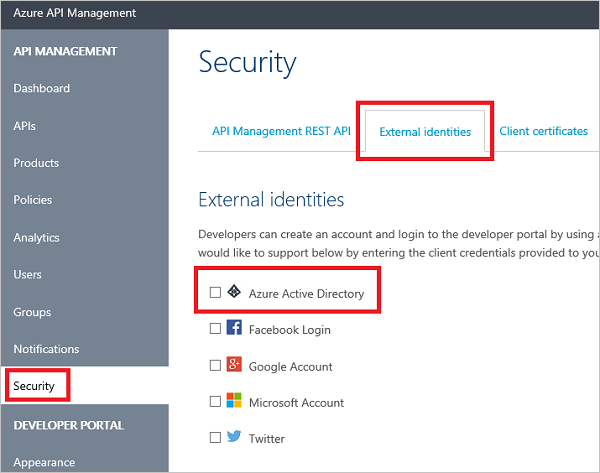 Azure API Management
API MANAGEMENT
Dashboard
APIs
Products
Policies
Analytics
Users
Groups
Notifications
Security
DEVELOPER PORTAL
Appearance
Security
API Management REST API
External identities
Client certificates
External identities
Developers can create an account and login to the developer portal by using
would like to support below by entering the client credentials provided to you
Azure Active Directory
Facebook Login
Google Account
Microsoft Account
Twitter